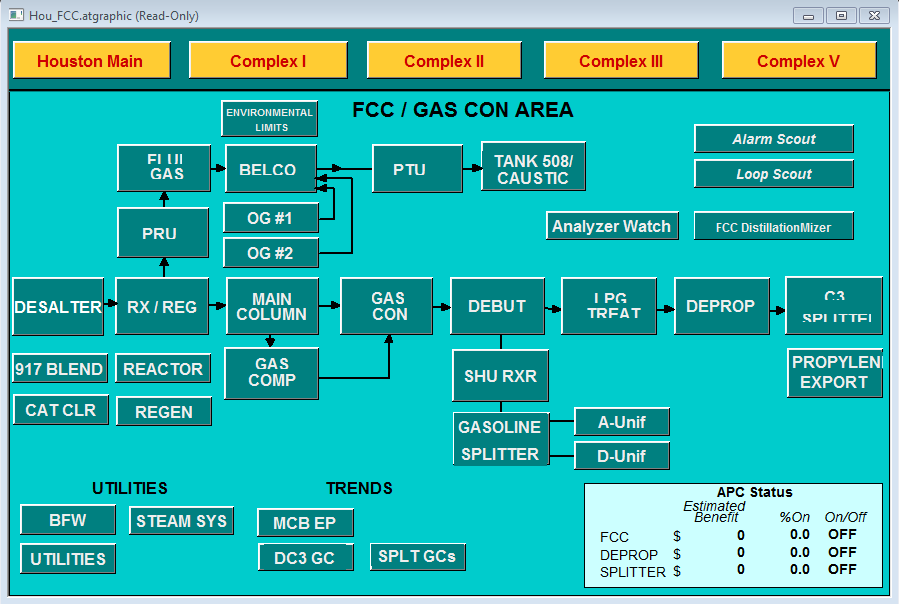 Hou_FCC.atgraphic (Read-Only)
Houston Main
Complex I
Complex II
Complex III
Complex V
ENVIRONMENTAL
LIMITS
FCC / GAS CON AREA
Alarm Scout
Loop Scout
GAS
BELCO
PTU
TANK 508/
CAUSTIC
OG #1
OG #2
PRU
Analyzer Watch
FCC DistillationMizer
DESALTER
RX / REG
MAIN
COLUMN
GAS
CON
DEBUT
LPG
TREAT
DEPROP
C3
SPLITTER
917 BLEND
REACTOR
GAS
COMP
SHU RXR
PROPYLEN
EXPORT
CAT CLR
REGEN
GASOLINE
SPLITTER
A-Unif
D-Unif
UTILITIES
TRENDS
BFW
STEAM SYS
MCB EP
UTILITIES
DC3 GC
SPLT GCs
APC Status
Estimated
Benefit %On On/Off
FCC $ 0 0.0 OFF
DEPROP $ 0 0.0 OFF
SPLITTER $ 0 0.0 OFF